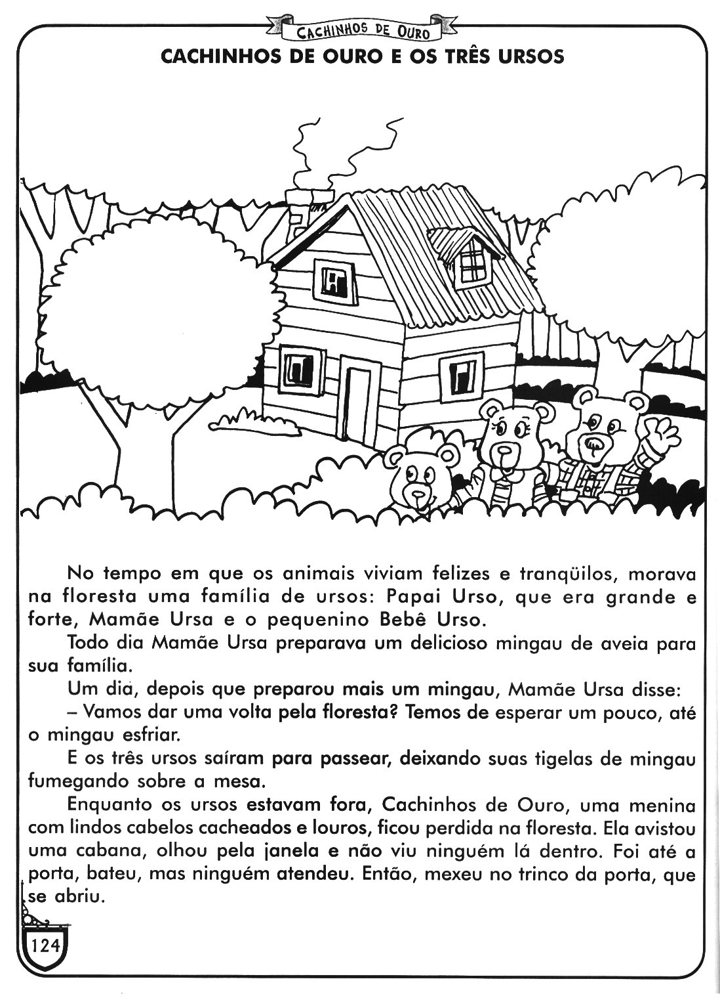 CACHINHOS DE OURO
CACHINHOS DE OURO E OS TRÊS URSOS
No tempo em que os animais viviam felizes e tranqüilos, morava
na floresta uma família de ursos: Papai Urso, que era grande e
forte, Mamãe Ursa e o pequenino Bebê Urso.
Todo dia Mamãe Ursa preparava um delicioso mingau de aveia para
sua família.
Um dia, depois que preparou mais um mingau, Mamãe Ursa disse:
– Vamos dar uma volta pela floresta? Temos de esperar um pouco, até
o mingau esfriar.
E os três ursos saíram para passear, deixando suas tigelas de mingau
fumegando sobre a mesa.
Enquanto os ursos estavam fora, Cachinhos de Ouro, uma menina
com lindos cabelos cacheados e louros, ficou perdida na floresta. Ela avistou
uma cabana, olhou pela janela e não viu ninguém lá dentro. Foi até a
porta, bateu, mas ninguém atendeu. Então, mexeu no trinco da porta, que
se abriu.
124